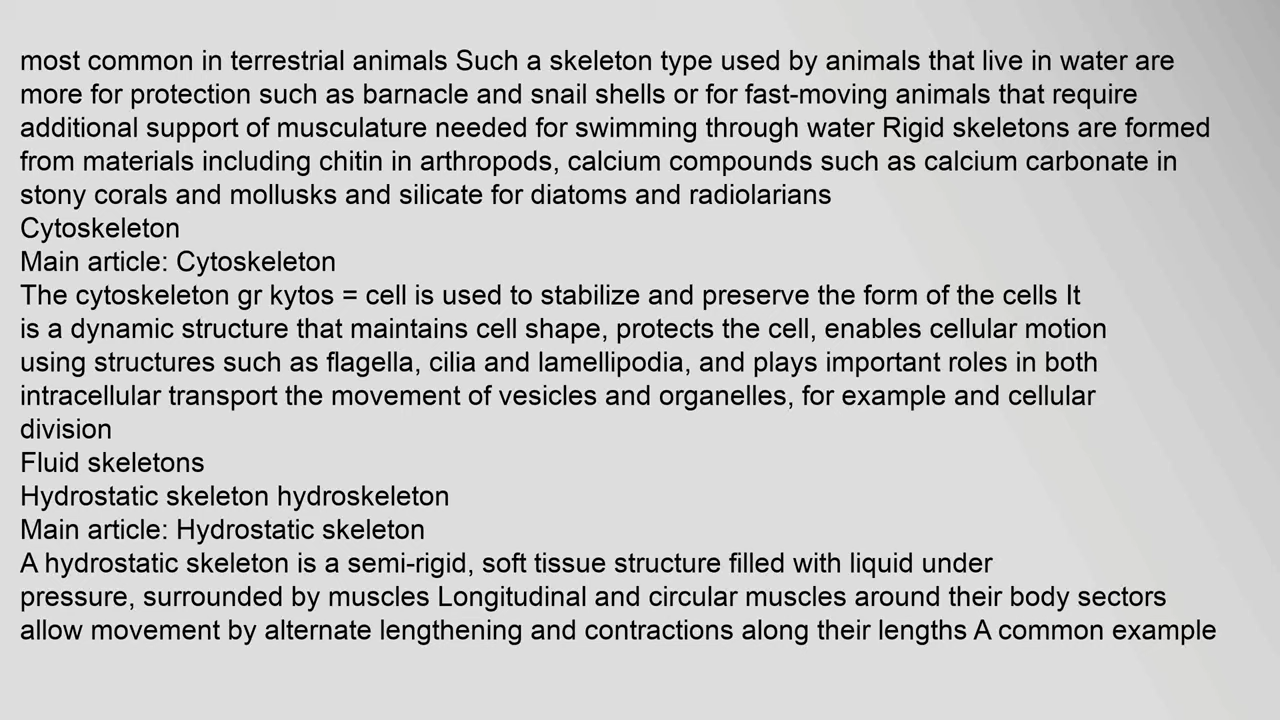 most common in terrestrial animals Such a skeleton type used by animals that live in water are
more for protection such as barnacle and snail shells or for fast-moving animals that require
additional support of musculature needed for swimming through water Rigid skeletons are formed
from materials including chitin in arthropods, calcium compounds such as calcium carbonate in
stony corals and mollusks and silicate for diatoms and radiolarians
Cytoskeleton
Main article: Cytoskeleton
The cytoskeleton gr kytos = cell is used to stabilize and preserve the form of the cells It
is a dynamic structure that maintains cell shape, protects the cell, enables cellular motion
using structures such as flagella, cilia and lamellipodia, and plays important roles in both
intracellular transport the movement of vesicles and organelles, for example and cellular
division
Fluid skeletons
Hydrostatic skeleton hydroskeleton
Main article: Hydrostatic skeleton
A hydrostatic skeleton is a semi-rigid, soft tissue structure filled with liquid under
pressure, surrounded by muscles Longitudinal and circular muscles around their body sectors
allow movement by alternate lengthening and contractions along their lengths A common example